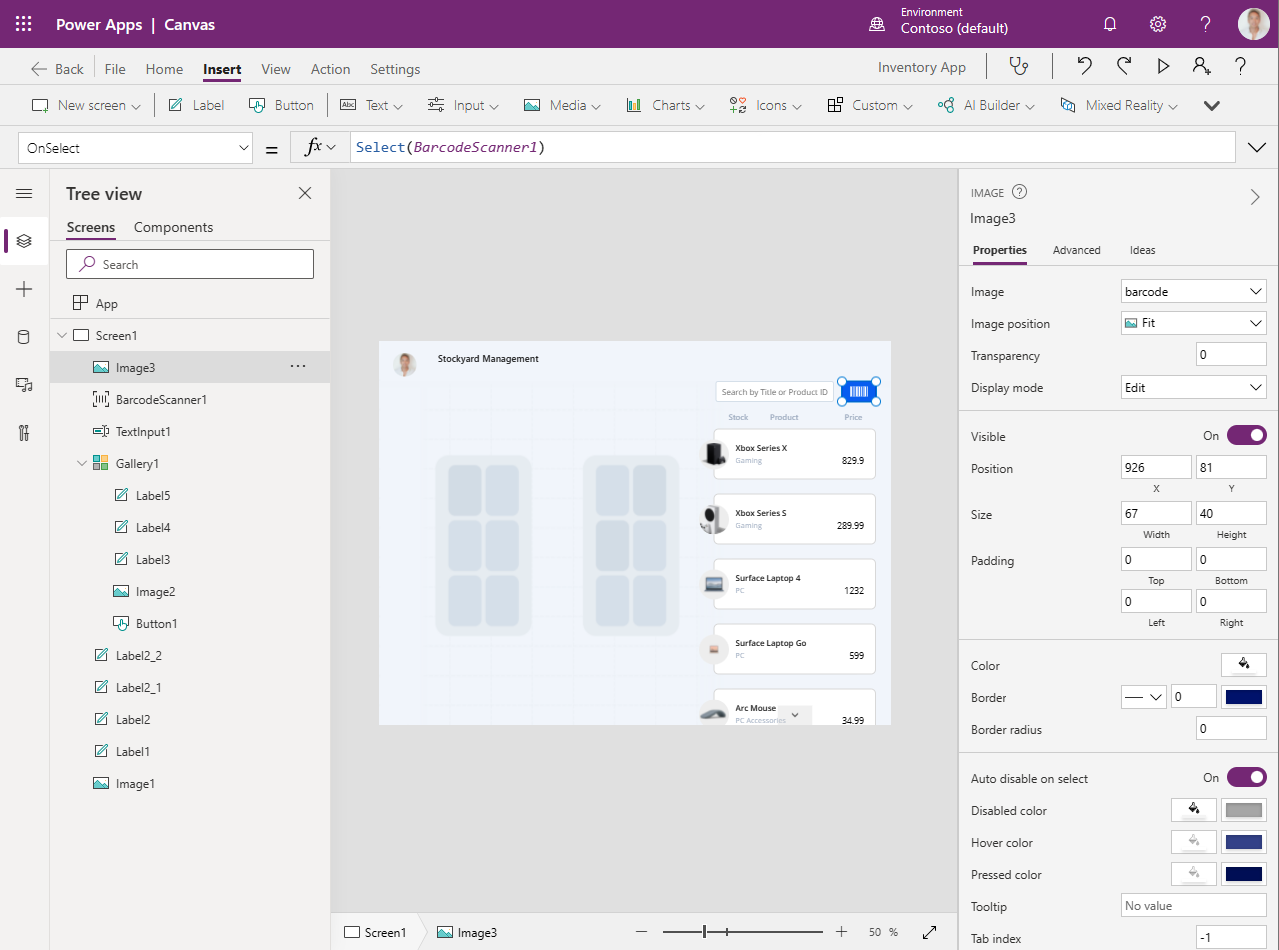 Power Apps | Canvas
Environment
Contoso (default)
Back File Home Insert View Action Settings
Inventory App
New screen Label Button Text Input Media Charts Icons Custom AI Builder Mixed Reality
OnSelect = fx Select(BarcodeScanner1)
Tree view
Screens Components
Search
App
Screen1
Image3
BarcodeScanner1
TextInput1
Gallery1
Label5
Label4
Label3
Image2
Button1
Label2_2
Label2_1
Label2
Label1
Image1
Stockyard Management
Search by Title or Product ID
Stock Product Price
Xbox Series X
Gaming
829.9
Xbox Series S
Gaming
289.99
Surface Laptop 4
PC
1232
Surface Laptop Go
PC
599
Arc Mouse
PC Accessories
34.99
Screen1 Image3
50 %
IMAGE
Image3
Properties Advanced Ideas
Image barcode
Image position Fit
Transparency 0
Display mode Edit
Visible On
Position 926 81
X Y
Size 67 40
Width Height
Padding 0 0
Top Bottom
0 0
Left Right
Color
Border 0
Border radius 0
Auto disable on select On
Disabled color
Hover color
Pressed color
Tooltip No value
Tab index -1